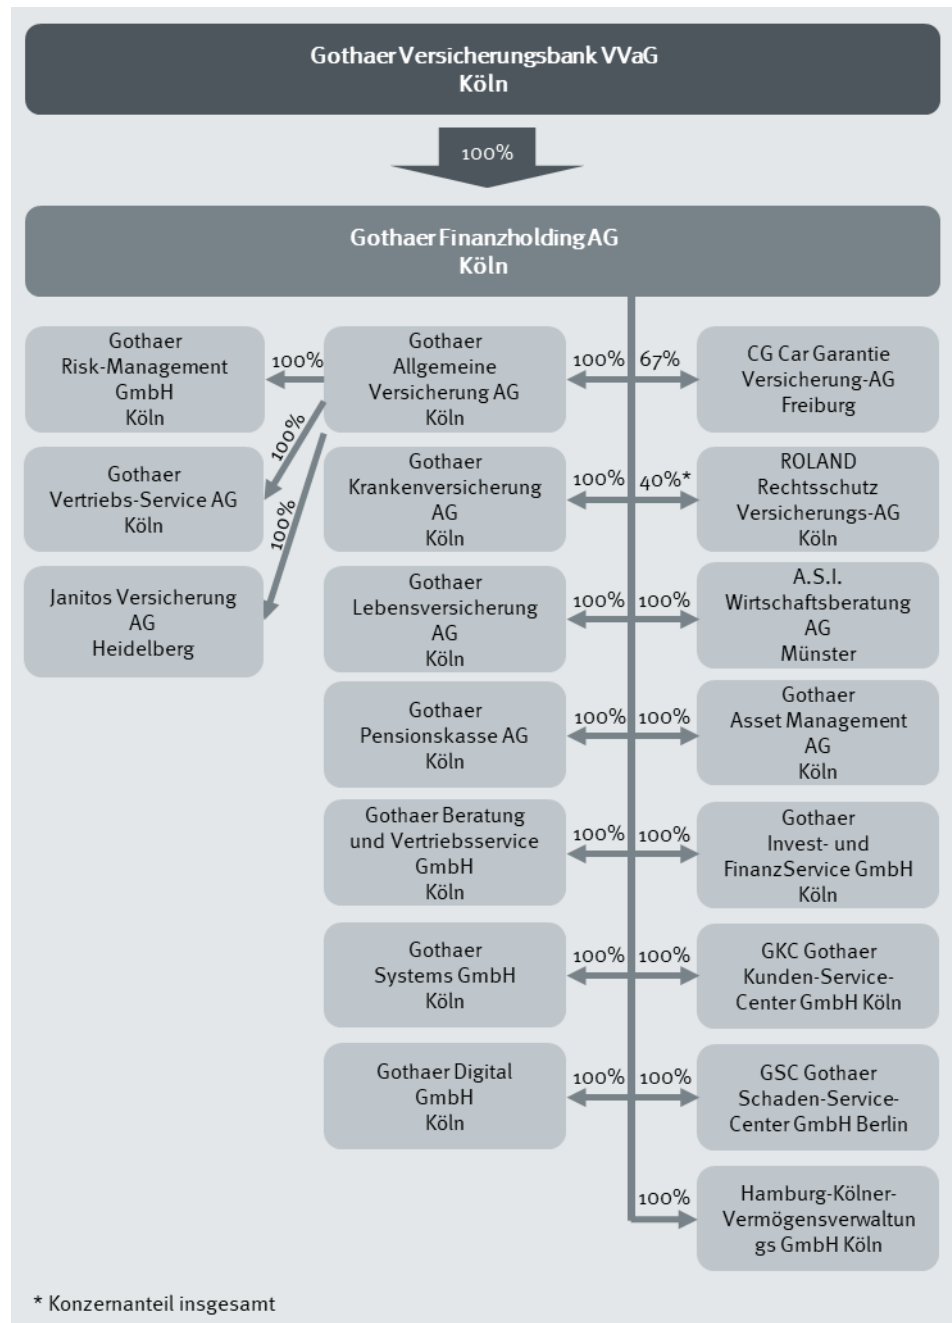 Gothaer Versicherungsbank VVaG
Köln
100%
Gothaer Finanzholding AG
Köln
Gothaer
Risk-Management
GmbH
Köln
100%
Gothaer
Allgemeine
Versicherung AG
Köln
100%
67%
CG Car Garantie
Versicherung-AG
Freiburg
100%
Gothaer
Vertriebs-Service AG
Köln
100%
Gothaer
Krankenversicherung
AG
Köln
100%
40%*
ROLAND
Rechtsschutz
Versicherungs-AG
Köln
Janitos Versicherung
AG
Heidelberg
Gothaer
Lebensversicherung
AG
Köln
100%
100%
A.S.I.
Wirtschaftsberatung
AG
Münster
Gothaer
Pensionskasse AG
Köln
100%
100%
Gothaer
Asset Management
AG
Köln
Gothaer Beratung
und Vertriebsservice
GmbH
Köln
100%
100%
Gothaer
Invest- und
FinanzService GmbH
Köln
Gothaer
Systems GmbH
Köln
100%
100%
GKC Gothaer
Kunden-Service-
Center GmbH Köln
Gothaer Digital
GmbH
Köln
100%
100%
GSC Gothaer
Schaden-Service-
Center GmbH Berlin
100%
Hamburg-Kölner-
Vermögensverwaltun
gs GmbH Köln
* Konzernanteil insgesamt